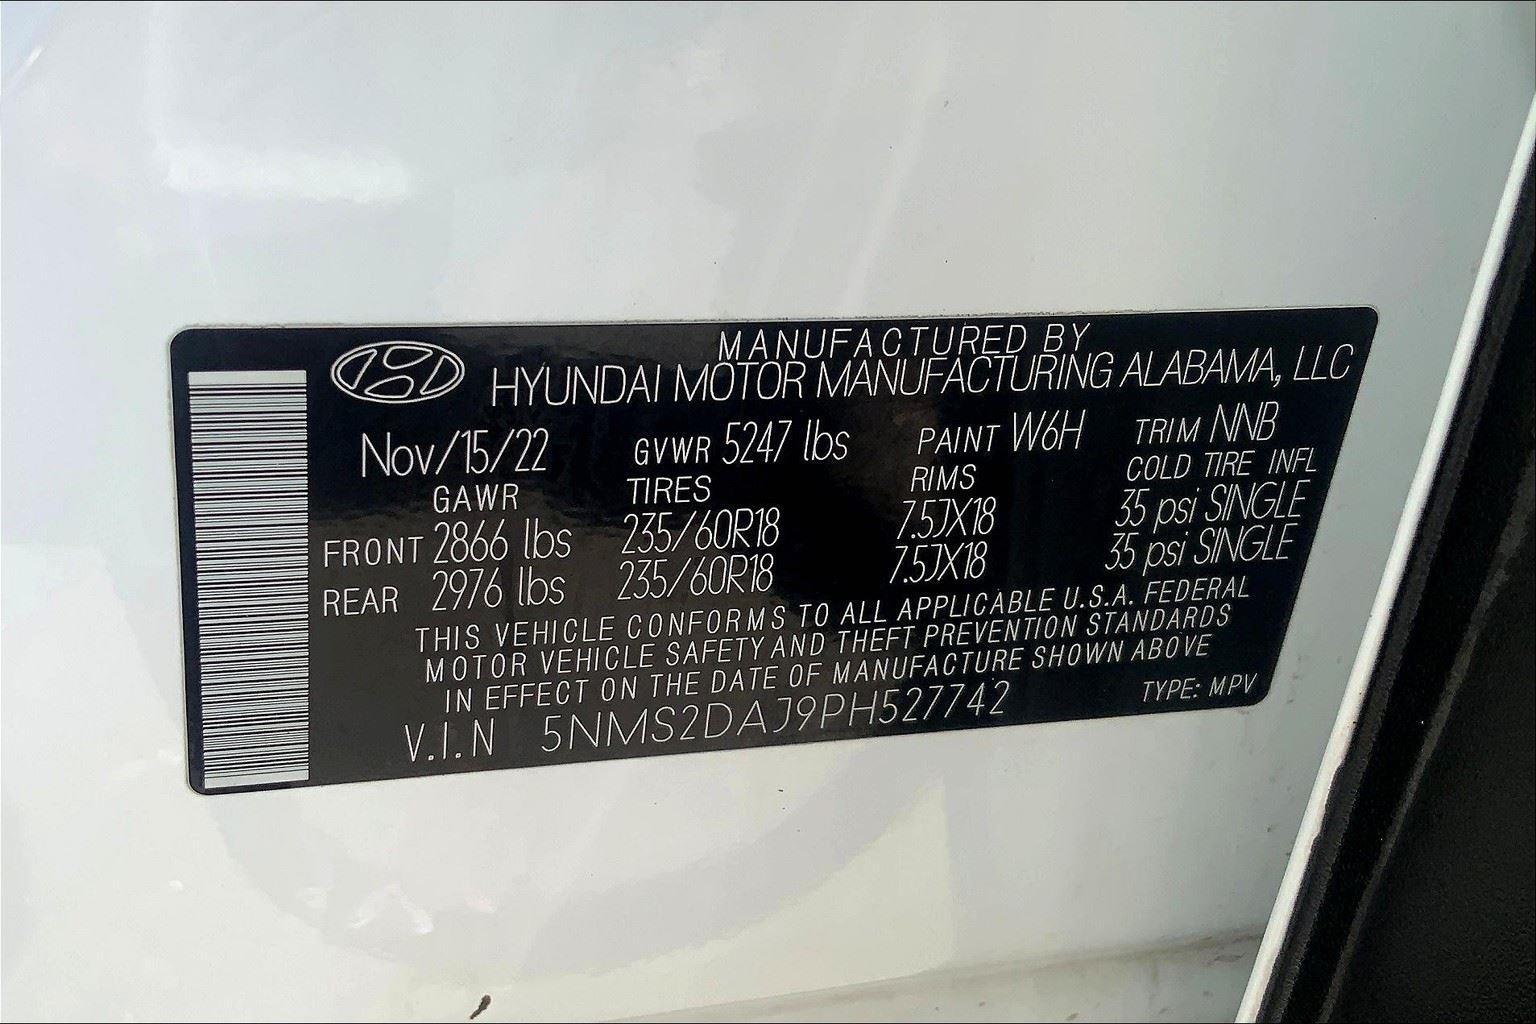 MANUFACTURED BY
HYUNDAI MOTOR MANUFACTURING ALABAMA, LLC
Nov/15/22 GVWR 5247 lbs PAINT W6H TRIM NNB
GAWR TIRES RIMS COLD TIRE INFL
FRONT 2866 lbs 235/60R18 7.5JX18 35 psi SINGLE
REAR 2976 lbs 235/60R18 7.5JX18 35 psi SINGLE
THIS VEHICLE CONFORMS TO ALL APPLICABLE U.S.A. FEDERAL
MOTOR VEHICLE SAFETY AND THEFT PREVENTION STANDARDS
IN EFFECT ON THE DATE OF MANUFACTURE SHOWN ABOVE
V.I.N 5NMS2DAJ9PH527742 TYPE: MPV